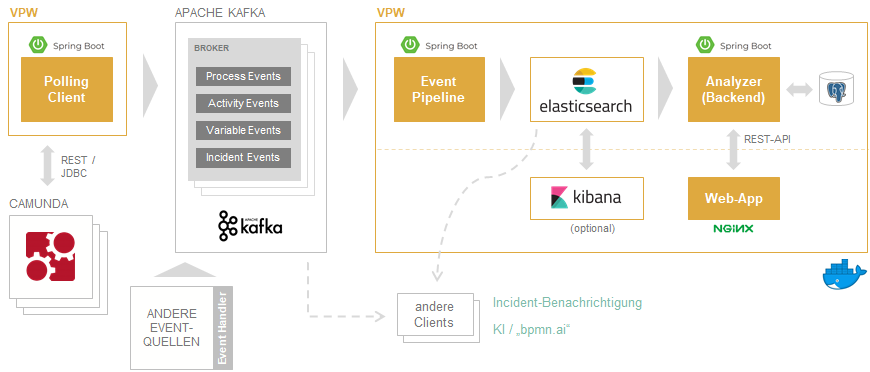 VPW
Spring Boot
Polling
Client
REST /
JDBC
CAMUNDA
APACHE KAFKA
BROKER
Process Events
Activity Events
Variable Events
Incident Events
APACHE
kafka
ANDERE
EVENT-
QUELLEN
Event Handler
VPW
Spring Boot
Event
Pipeline
elasticsearch
Spring Boot
Analyzer
(Backend)
REST-API
kibana
(optional)
Web-App
NGINX
andere
Clients
Incident-Benachrichtigung
KI / „bpmn.ai“